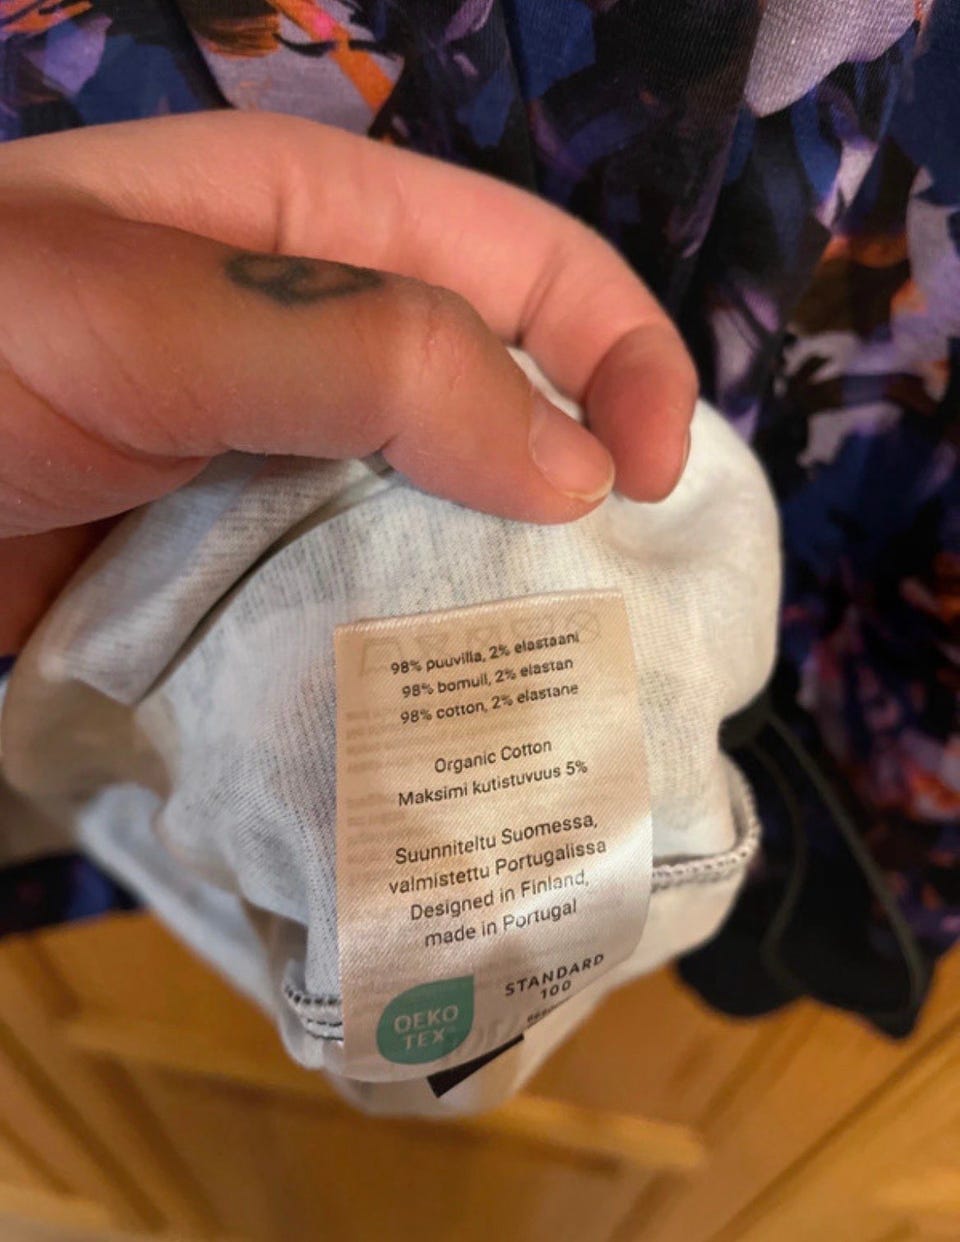 98% puuvilla, 2% elastaani
98% bomull, 2% elastan
98% cotton, 2% elastane
Organic Cotton
Maksimi kutistuvuus 5%
Suunniteltu Suomessa,
valmistettu Portugalissa
Designed in Finland,
made in Portugal
OEKO
TEX
STANDARD
100